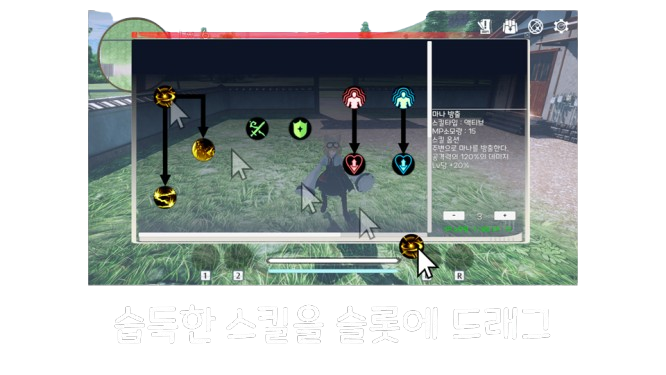 마나 방출
스킬타입 : 액티브
MP소모량 : 15
스킬 옵션
주변으로 마나를 방출한다.
공격력의 120%의 데미지
Lv당 +20%
- 3 +
1 2 R
습득한 스킬을 슬롯에 드래그